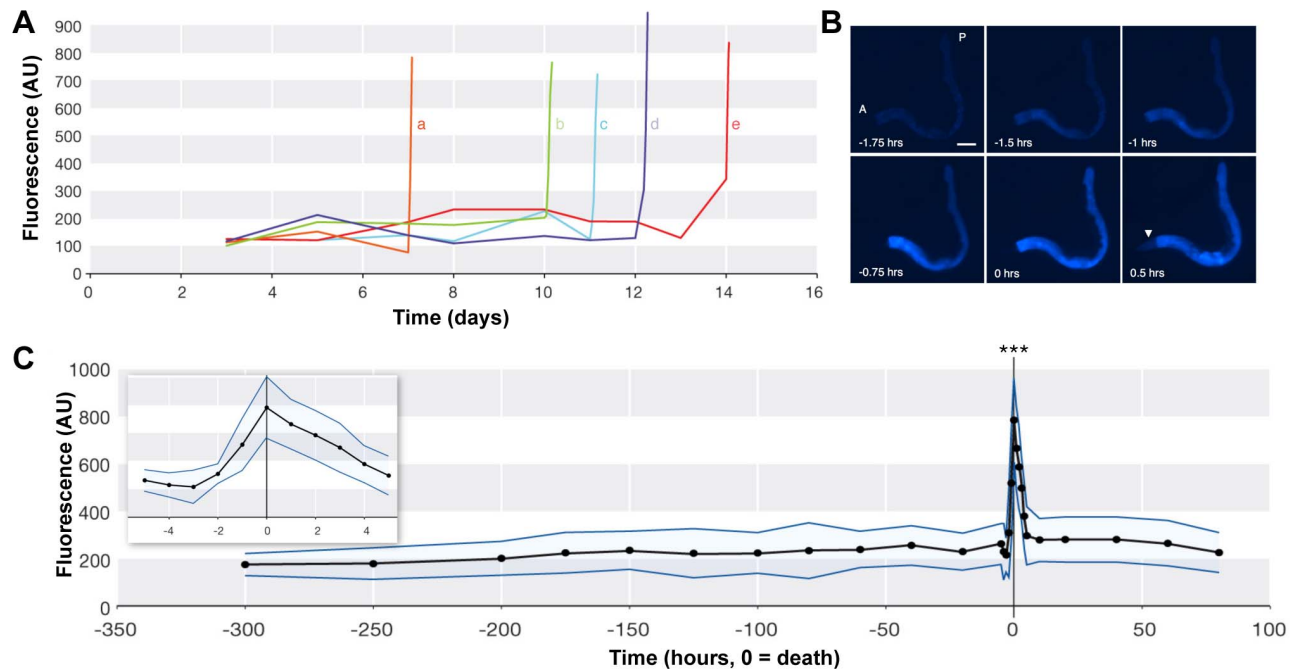 A
Fluorescence (AU)
900
800
700
600
500
400
300
200
100
0
a
b
c
d
e
0 2 4 6 8 10 12 14 16
Time (days)
B
P
A
-1.75 hrs
-1.5 hrs
-1 hrs
-0.75 hrs
0 hrs
0.5 hrs
C
***
Fluorescence (AU)
1000
800
600
400
200
0
-4 -2 0 2 4
-350 -300 -250 -200 -150 -100 -50 0 50 100
Time (hours, 0 = death)